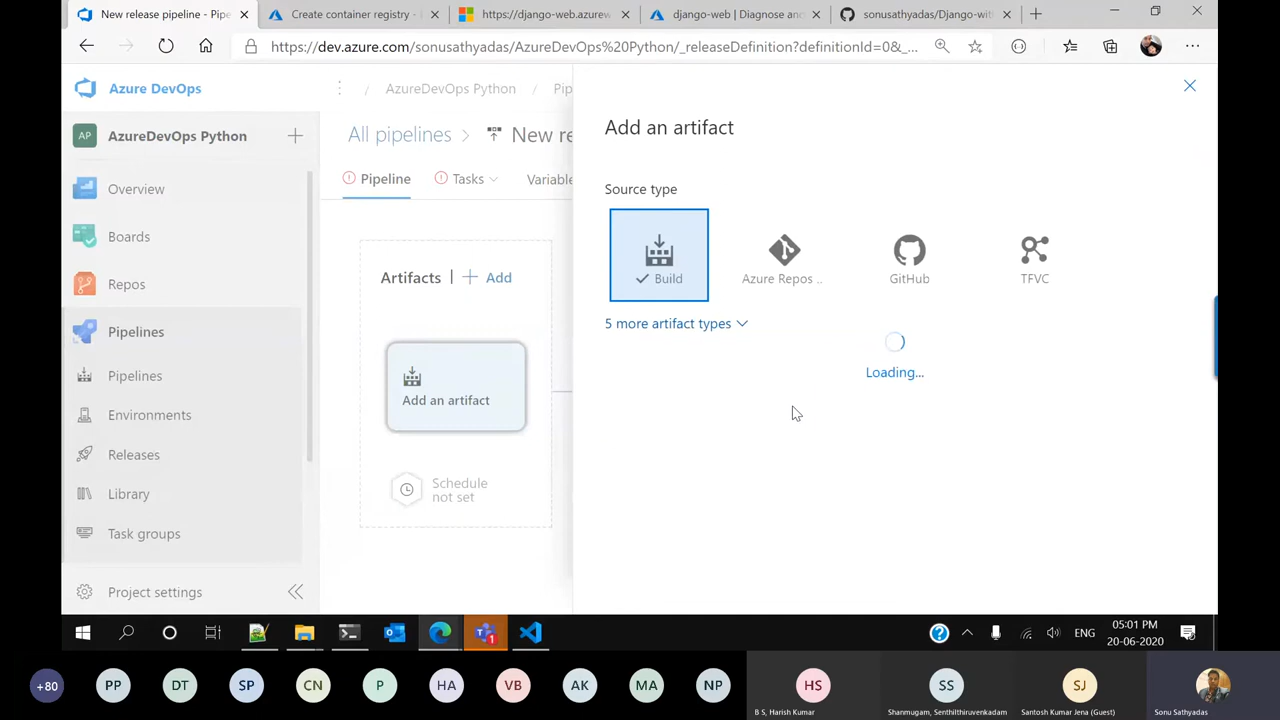 New release pipeline - Pipe
Create container registry -
https://django-web.azurew
django-web | Diagnose and
sonusathyadas/Django-with
https://dev.azure.com/sonusathyadas/AzureDevOps%20Python/_releaseDefinition?definitionId=0&_...
Azure DevOps
AzureDevOps Python
Pip
AP
AzureDevOps Python
Overview
Boards
Repos
Pipelines
Pipelines
Environments
Releases
Library
Task groups
Project settings
All pipelines
New re
Pipeline
Tasks
Variable
Artifacts | + Add
Add an artifact
Schedule
not set
Add an artifact
Source type
Build
Azure Repos ..
GitHub
TFVC
5 more artifact types
Loading...
1
ENG
05:01 PM
20-06-2020
+80
PP
DT
SP
CN
P
HA
VB
AK
MA
NP
HS
B S, Harish Kumar
SS
Shanmugam, Senthilthiruvenkadam
SJ
Santosh Kumar Jena (Guest)
Sonu Sathyadas